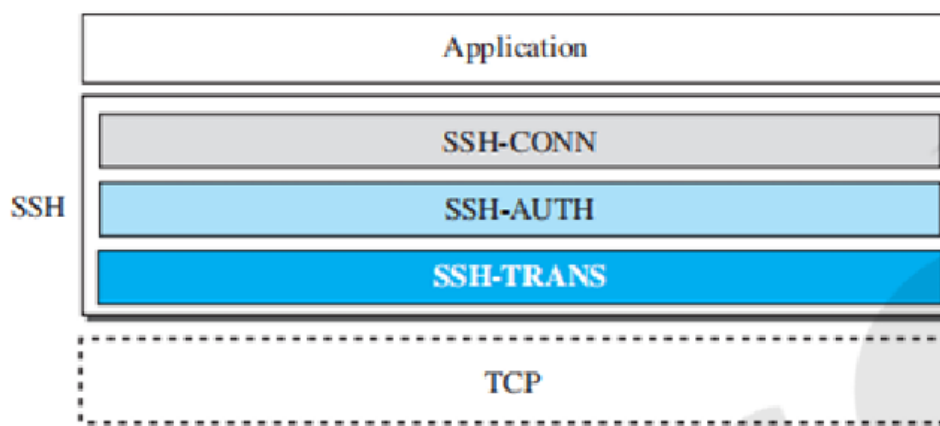 Application
SSH-CONN
SSH
SSH-AUTH
SSH-TRANS
TCP